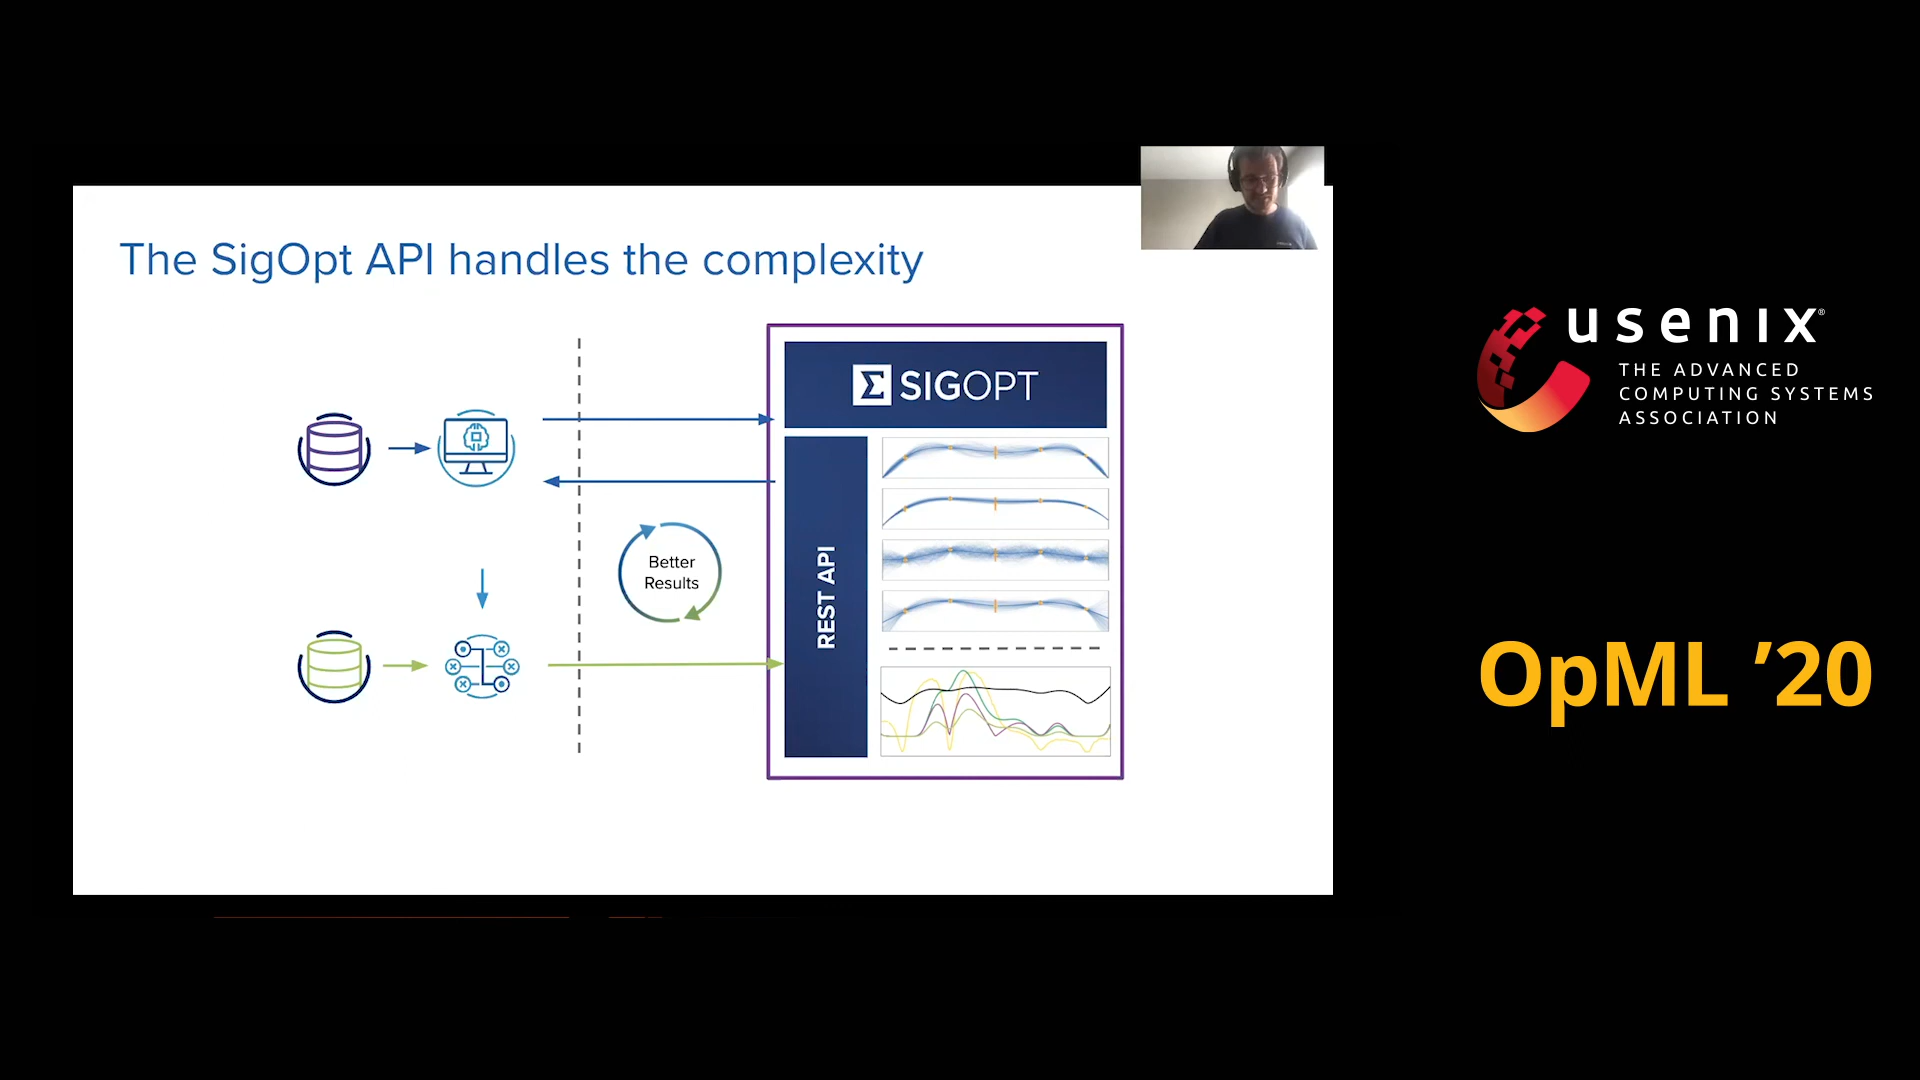 The SigOpt API handles the complexity
SIGOPT
REST API
Better
Results
usenix®
THE ADVANCED
COMPUTING SYSTEMS
ASSOCIATION
OpML ’20